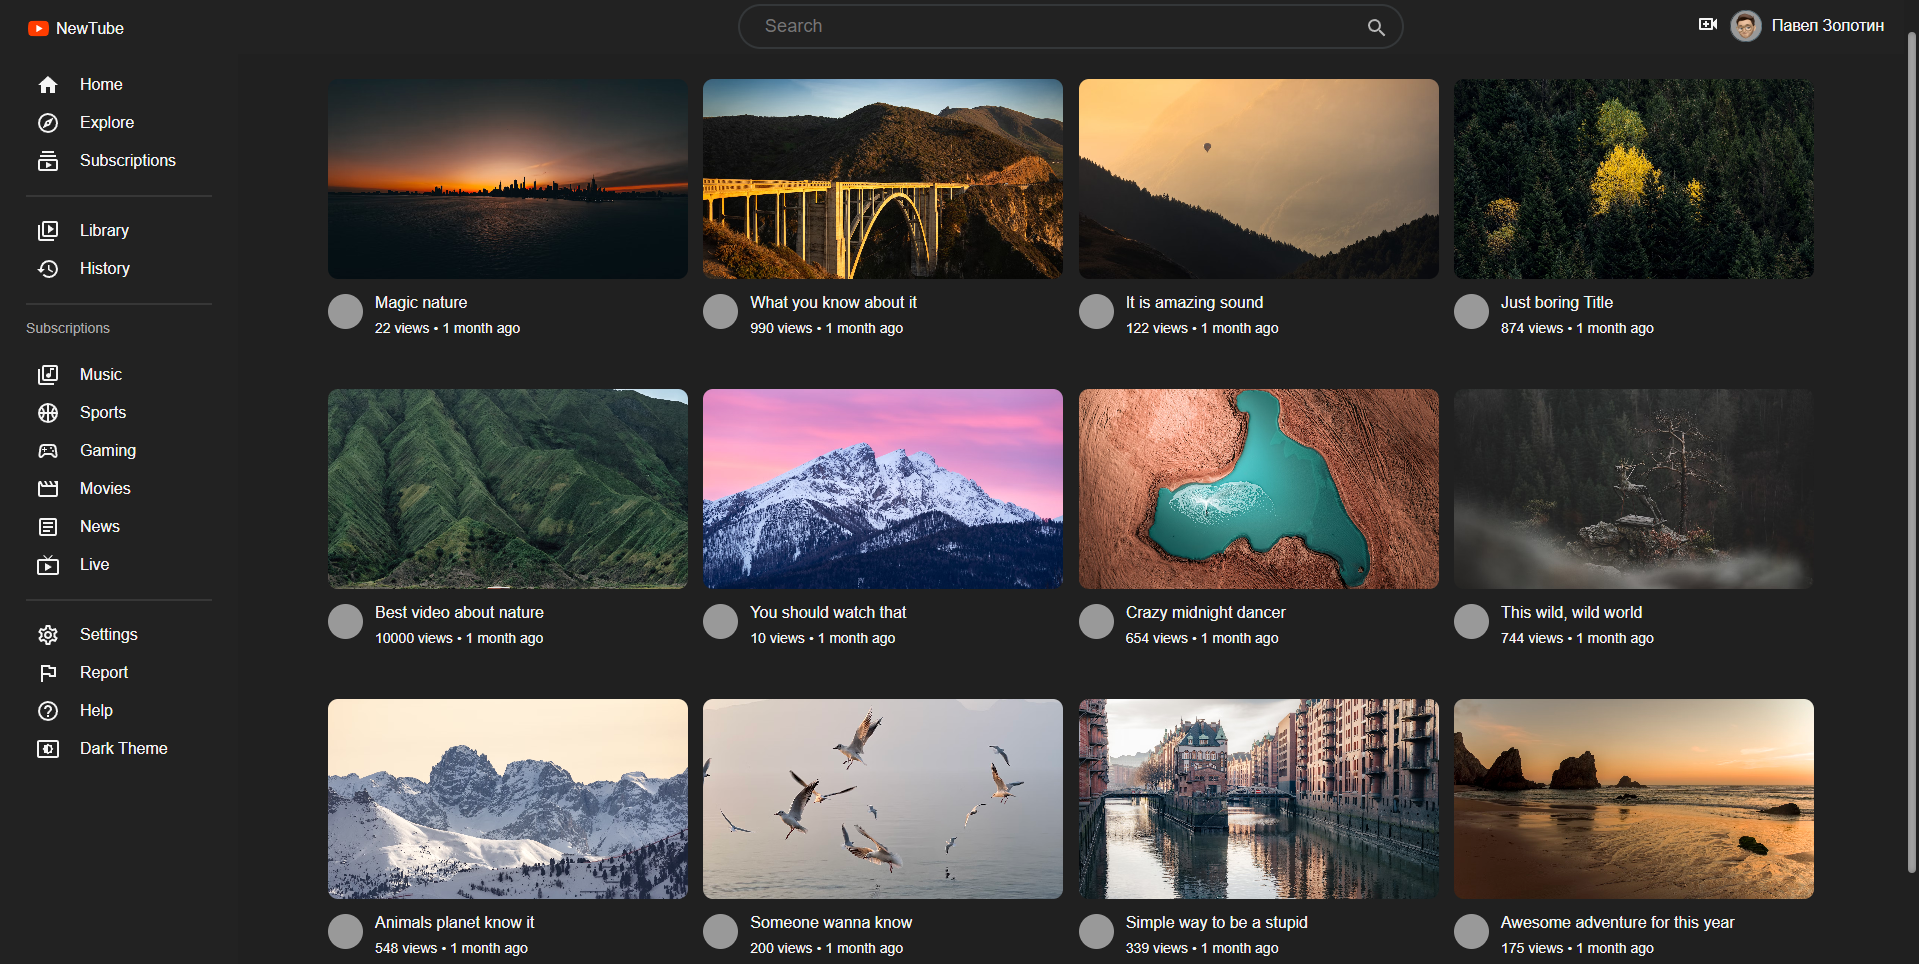 NewTube
Search
Павел Золотин
Home
Explore
Subscriptions
Library
History
Subscriptions
Music
Sports
Gaming
Movies
News
Live
Settings
Report
Help
Dark Theme
Magic nature
22 views • 1 month ago
What you know about it
990 views • 1 month ago
It is amazing sound
122 views • 1 month ago
Just boring Title
874 views • 1 month ago
Best video about nature
10000 views • 1 month ago
You should watch that
10 views • 1 month ago
Crazy midnight dancer
654 views • 1 month ago
This wild, wild world
744 views • 1 month ago
Animals planet know it
548 views • 1 month ago
Someone wanna know
200 views • 1 month ago
Simple way to be a stupid
339 views • 1 month ago
Awesome adventure for this year
175 views • 1 month ago